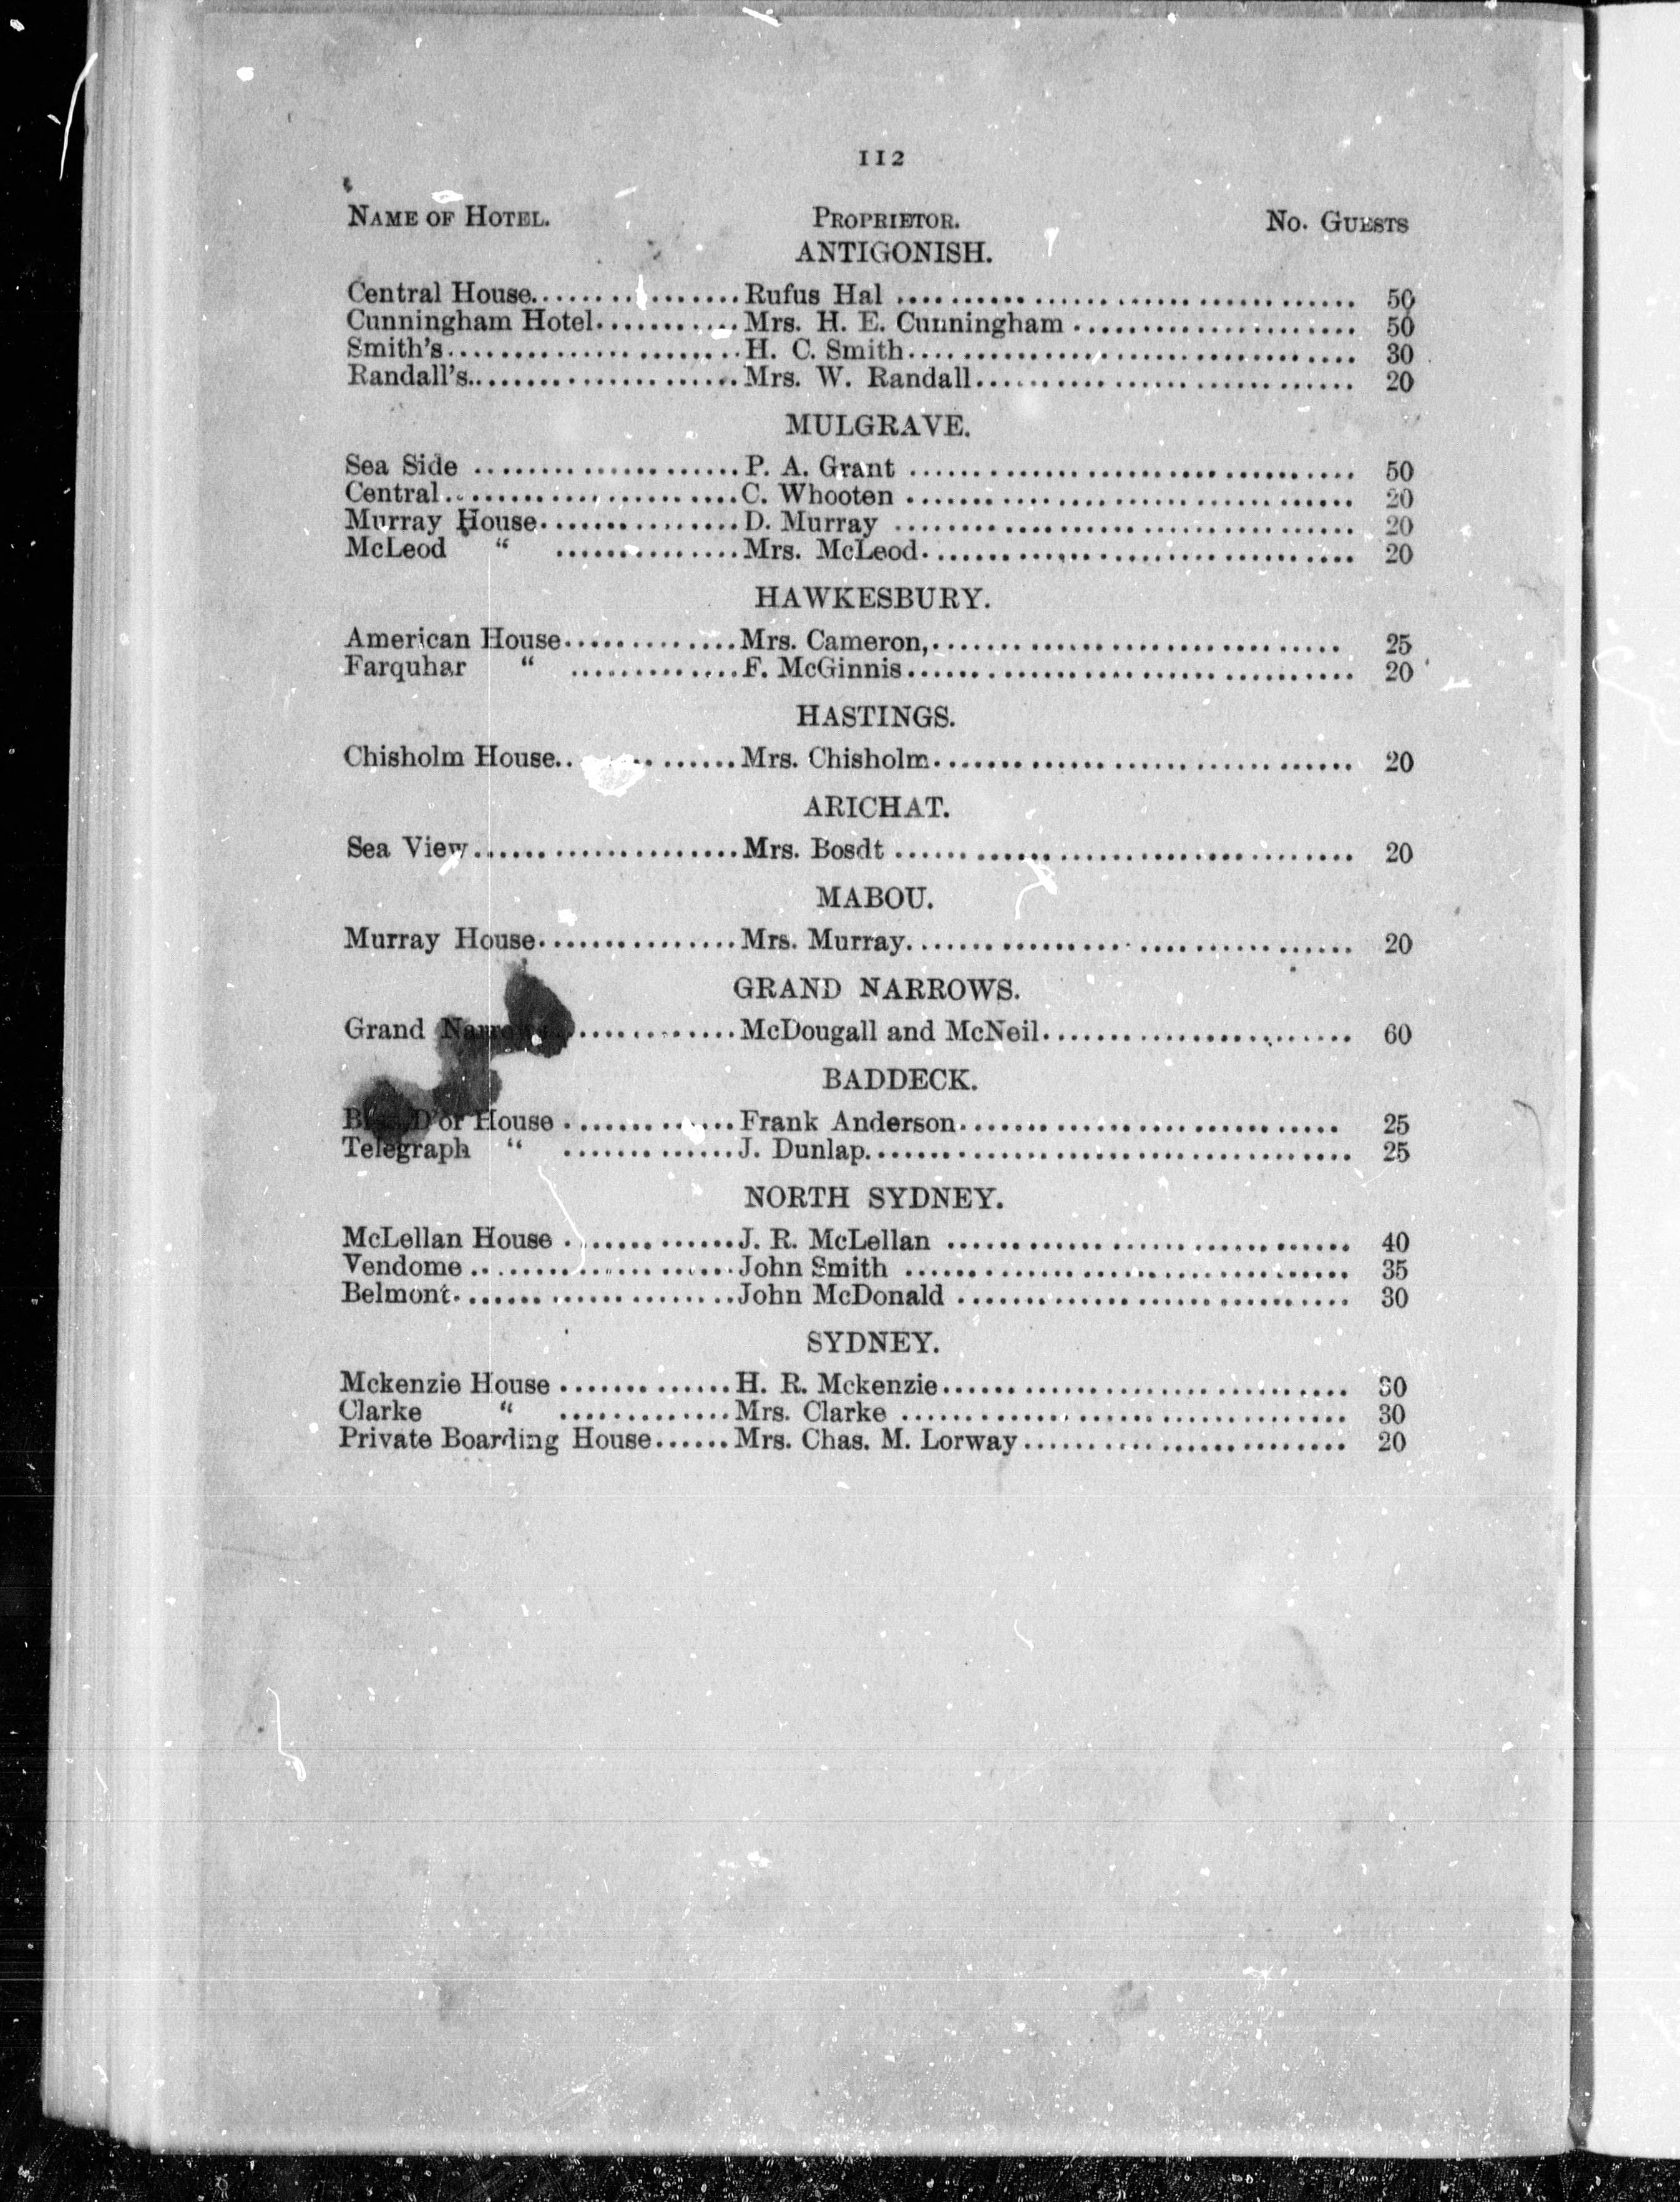 112
NAME OF HOTEL. PROPRIETOR. No. GUESTS
ANTIGONISH.
Central House................Rufus Hal .................................. 50
Cunningham Hotel...........Mrs. H. E. Cunningham ..................... 50
Smith's......................H. C. Smith................................. 30
Randall's....................Mrs. W. Randall............................ 20
MULGRAVE.
Sea Side ....................P. A. Grant ................................. 50
Central......................C. Whooten ................................. 20
Murray House...............D. Murray .................................. 20
McLeod “ ..............Mrs. McLeod................................ 20
HAWKESBURY.
American House.............Mrs. Cameron,............................... 25
Farquhar “ .............F. McGinnis................................. 20
HASTINGS.
Chisholm House.. ........Mrs. Chisholm............................... 20
ARICHAT.
Sea View....................Mrs. Bosdt .................................. 20
MABOU.
Murray House...............Mrs. Murray................................. 20
GRAND NARROWS.
Grand Narrows.............McDougall and McNeil....................... 60
BADDECK.
D'or House .............Frank Anderson............................. 25
Telegraph “ .............J. Dunlap.................................... 25
NORTH SYDNEY.
McLellan House .............J. R. McLellan .............................. 40
Vendome ....................John Smith ................................. 35
Belmont.....................John McDonald ............................. 30
SYDNEY.
Mckenzie House .............H. R. Mckenzie.............................. 30
Clarke “ .............Mrs. Clarke ................................. 30
Private Boarding House......Mrs. Chas. M. Lorway........................ 20